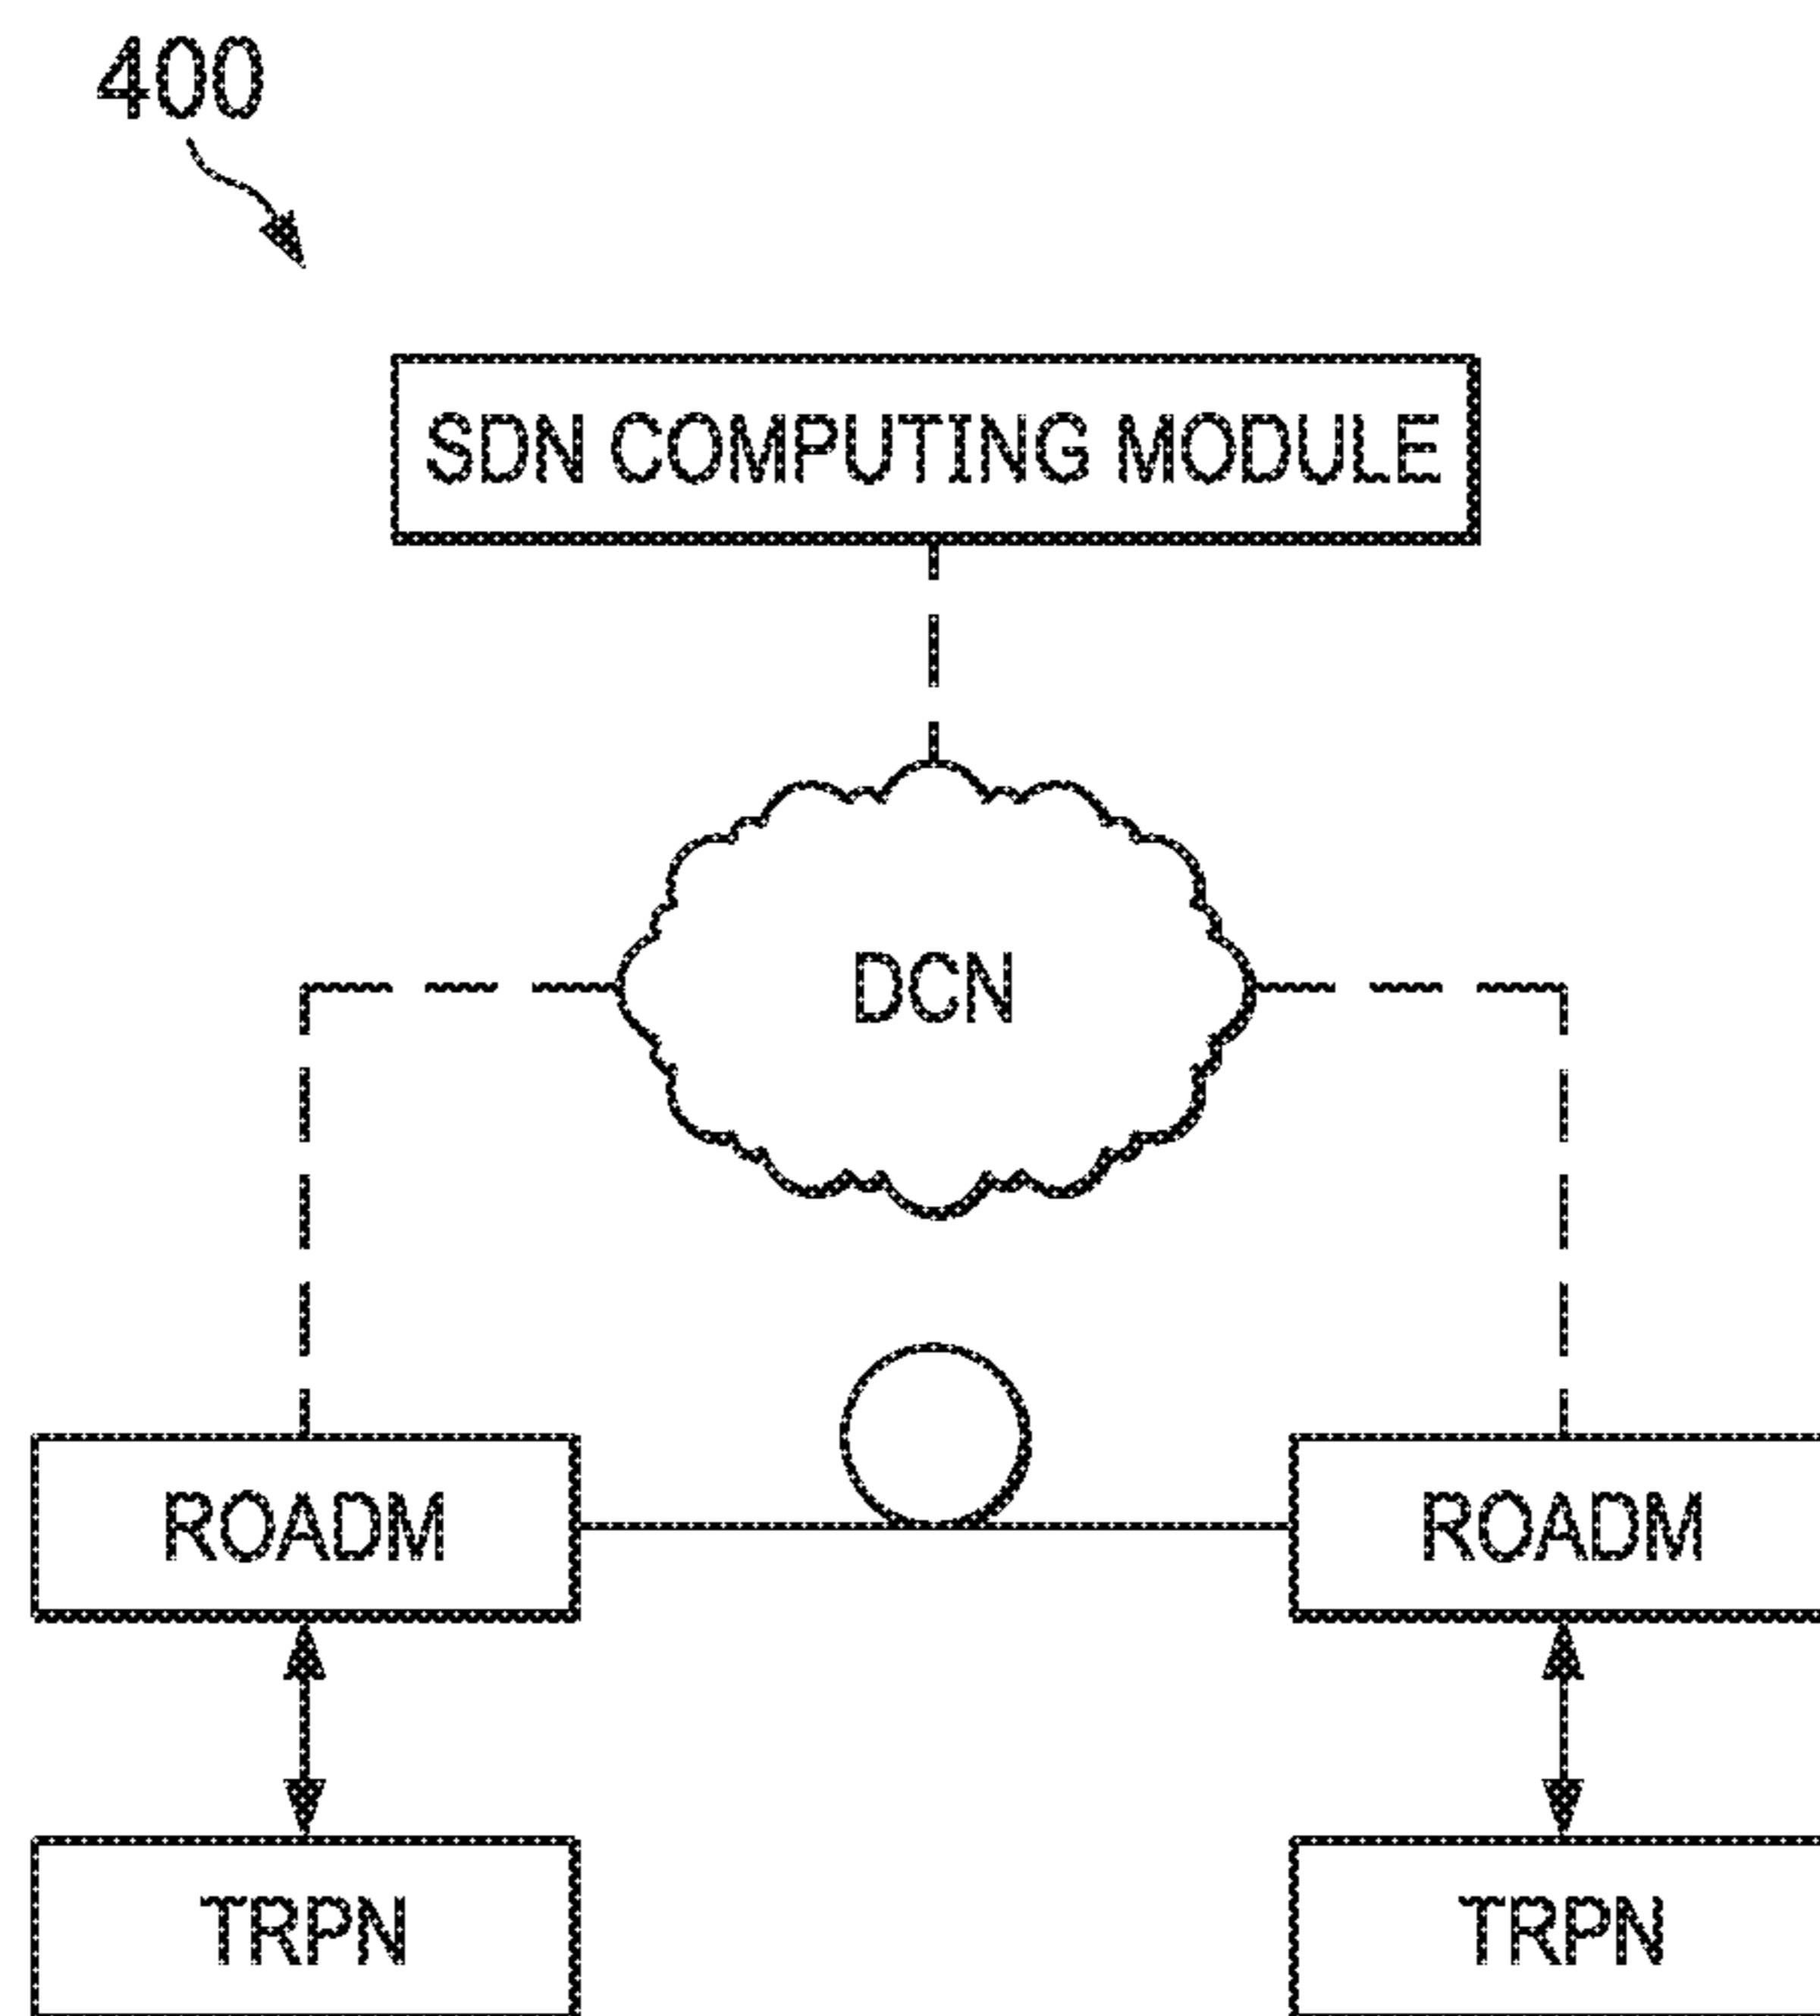 400
SDN COMPUTING MODULE
DCN
ROADM
ROADM
TRPN
TRPN